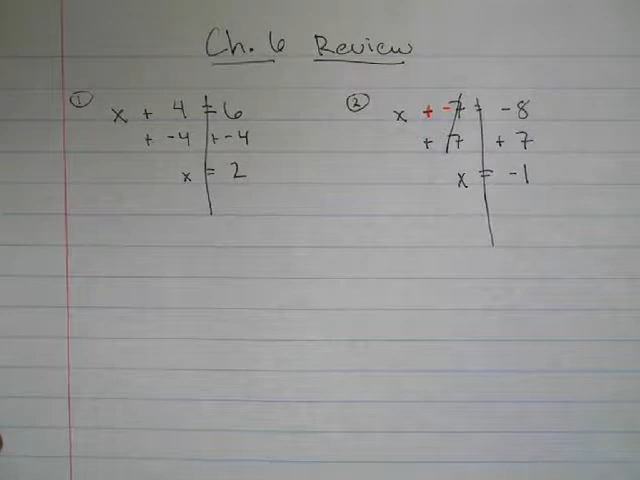 Ch. 6 Review
① x + 4 = 6
+ -4 + -4
x = 2
② x + -7 = -8
+ 7 + 7
x = -1